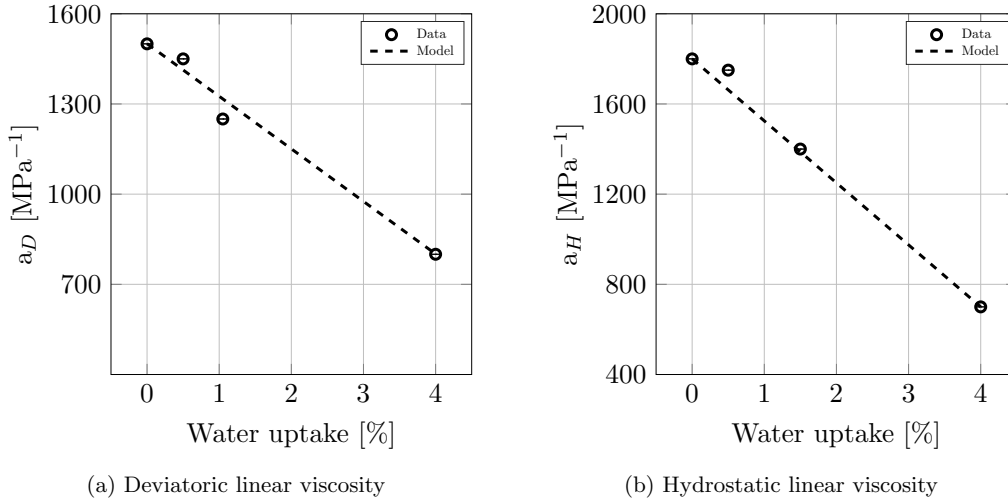 1600
1300
1000
700
0 1 2 3 4
Water uptake [%]
a_D [MPa⁻¹]
Data
Model
(a) Deviatoric linear viscosity
2000
1600
1200
800
400
0 1 2 3 4
Water uptake [%]
a_H [MPa⁻¹]
Data
Model
(b) Hydrostatic linear viscosity